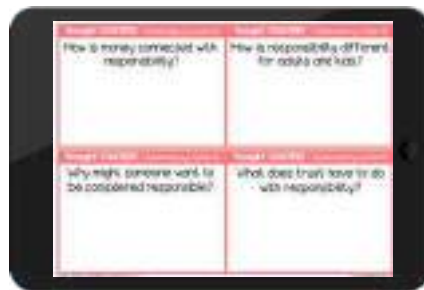 How is money connected with
responsibility?
How is responsibility different
for adults and kids?
Why might someone want to
be considered responsible?
What does trust have to do
with responsibility?